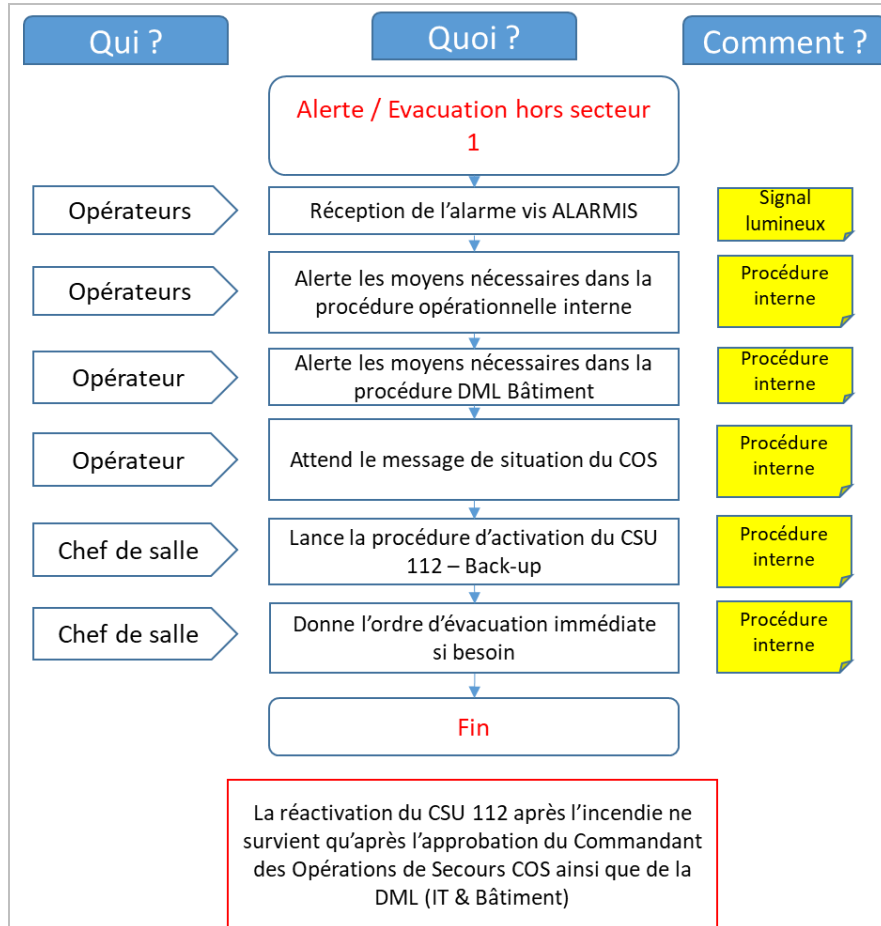 Qui ?
Quoi ?
Comment ?
Alerte / Evacuation hors secteur
1
Opérateurs
Réception de l'alarme vis ALARMIS
Signal
lumineux
Opérateurs
Alerte les moyens nécessaires dans la
procédure opérationnelle interne
Procédure
interne
Opérateur
Alerte les moyens nécessaires dans la
procédure DML Bâtiment
Procédure
interne
Opérateur
Attend le message de situation du COS
Procédure
interne
Chef de salle
Lance la procédure d'activation du CSU
112 – Back-up
Procédure
interne
Chef de salle
Donne l'ordre d'évacuation immédiate
si besoin
Procédure
interne
Fin
La réactivation du CSU 112 après l'incendie ne
survient qu'après l'approbation du Commandant
des Opérations de Secours COS ainsi que de la
DML (IT & Bâtiment)